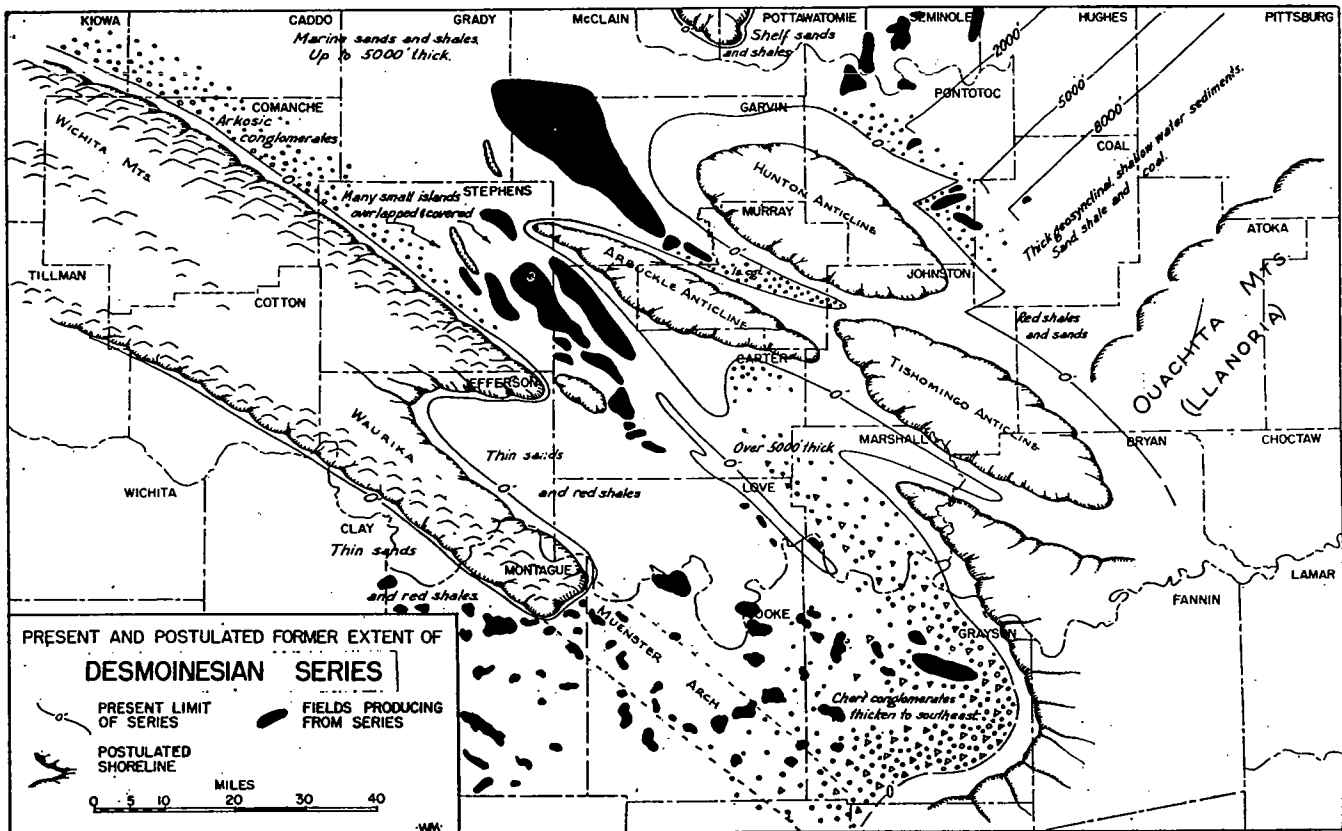 KIOWA
CADDO
GRADY
McCLAIN
POTTAWATOMIE
SEMINOLE
HUGHES
PITTSBURG
Marine sands and shales.
Up to 5000' thick.
Shelf sands
and shales
2000'
5000'
8000'
COMANCHE
Arkosic
conglomerates
GARVIN
PONTOTOC
COAL
Thick geosynclinal shallow water sediments.
Sand shale and coal.
WICHITA MTS.
Many small islands
overlapped & covered
STEPHENS
HUNTON
ANTICLINE
MURRAY
ATOKA
TILLMAN
COTTON
ARBUCKLE ANTICLINE
ls. cgl.
JOHNSTON
Red shales
and sands
OUACHITA MTS.
(LLANORIA)
CARTER
JEFFERSON
TISHOMINGO ANTICLINE
WAURIKA
MARSHALL
BRYAN
CHOCTAW
Over 5000' thick
Thin sands
and red shales
LOVE
WICHITA
CLAY
Thin sands
and red shales.
MONTAGUE
LAMAR
FANNIN
COOKE
GRAYSON
MUENSTER
ARCH
Chert conglomerates
thicken to southeast.
0
PRESENT AND POSTULATED FORMER EXTENT OF
DESMOINESIAN SERIES
0
PRESENT LIMIT
OF SERIES
FIELDS PRODUCING
FROM SERIES
POSTULATED
SHORELINE
MILES
0 5 10 20 30 40
·WM·